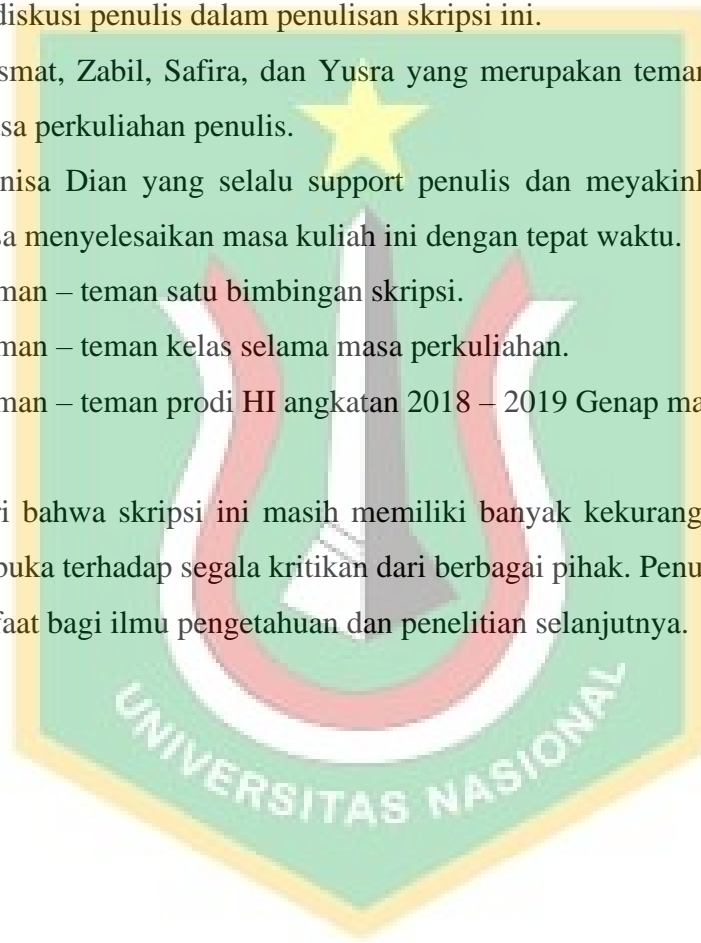 diskusi penulis dalam penulisan skripsi ini.
smat, Zabil, Safira, dan Yusra yang merupakan teman
sa perkuliahan penulis.
nisa Dian yang selalu support penulis dan meyakinl
sa menyelesaikan masa kuliah ini dengan tepat waktu.
man – teman satu bimbingan skripsi.
man – teman kelas selama masa perkuliahan.
man – teman prodi HI angkatan 2018 – 2019 Genap ma
ri bahwa skripsi ini masih memiliki banyak kekurang
buka terhadap segala kritikan dari berbagai pihak. Penu
faat bagi ilmu pengetahuan dan penelitian selanjutnya.
UNIVERSITAS NASIONAL